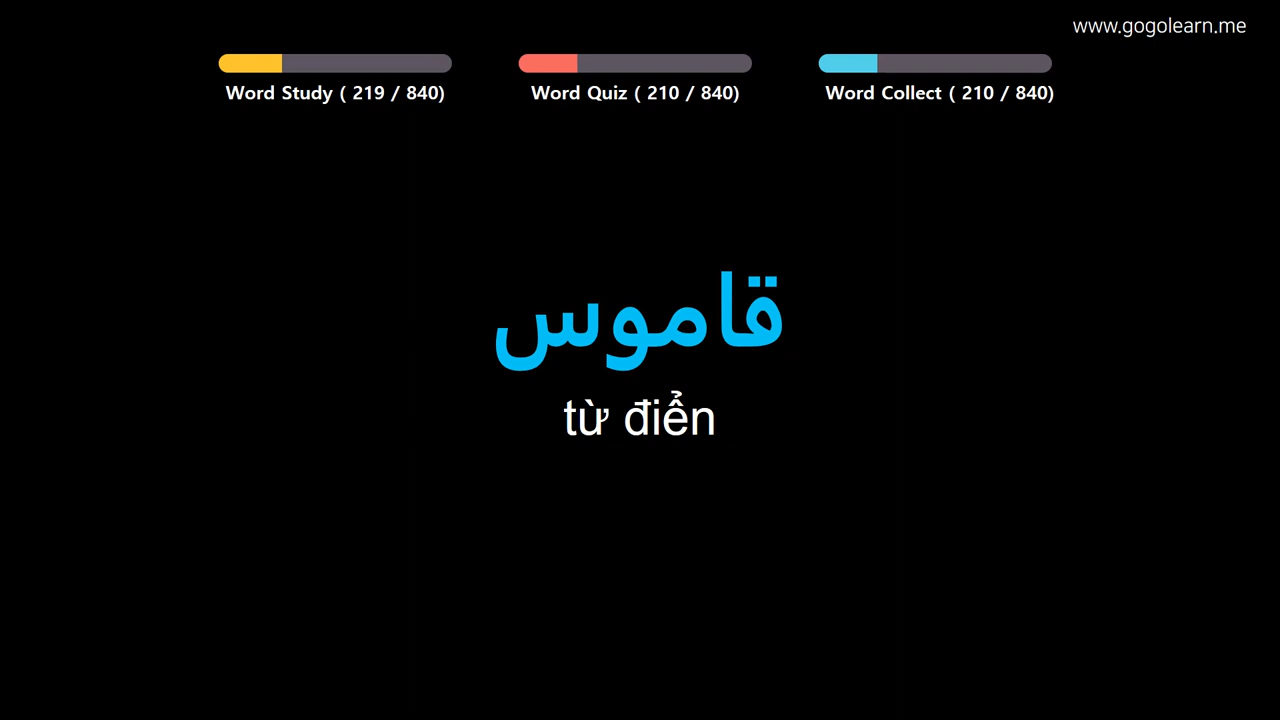 www.gogolearn.me
Word Study ( 219 / 840)
Word Quiz ( 210 / 840)
Word Collect ( 210 / 840)
قاموس
từ điển